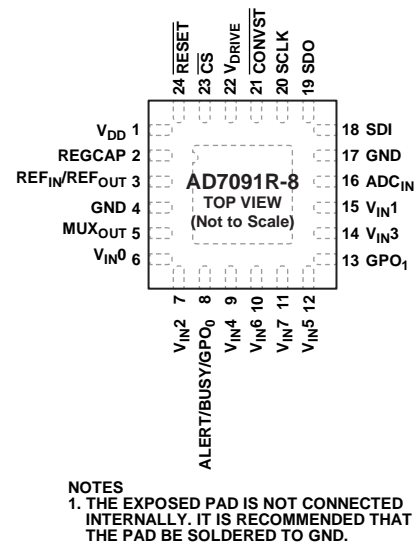 24 RESET
23 CS
22 VDRIVE
21 CONVST
20 SCLK
19 SDO
VDD 1
REGCAP 2
REFIN/REFOUT 3
GND 4
MUXOUT 5
VIN0 6
AD7091R-8
TOP VIEW
(Not to Scale)
18 SDI
17 GND
16 ADCIN
15 VIN1
14 VIN3
13 GPO1
VIN2 7
ALERT/BUSY/GPO0 8
VIN4 9
VIN6 10
VIN7 11
VIN5 12
NOTES
1. THE EXPOSED PAD IS NOT CONNECTED
INTERNALLY. IT IS RECOMMENDED THAT
THE PAD BE SOLDERED TO GND.